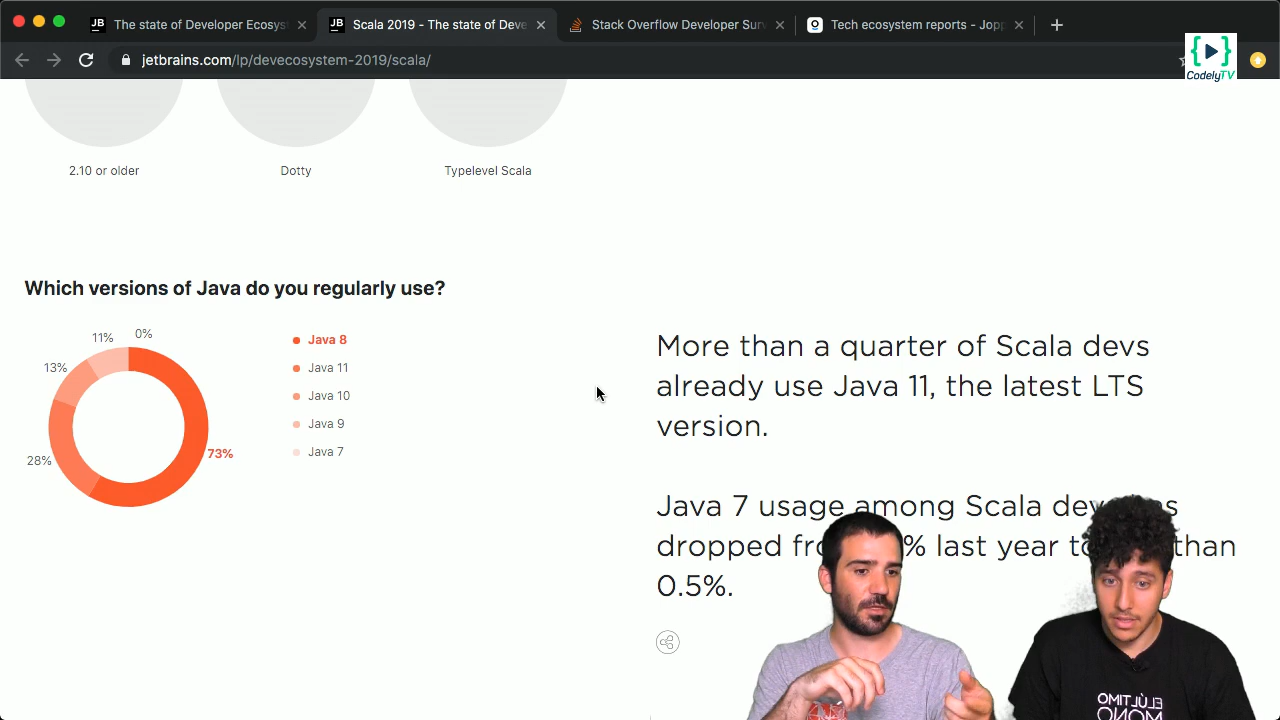 The state of Developer Ecosys
Scala 2019 - The state of Deve
Stack Overflow Developer Surv
Tech ecosystem reports - Jopp
jetbrains.com/lp/devecosystem-2019/scala/
CodelyTV
2.10 or older
Dotty
Typelevel Scala
Which versions of Java do you regularly use?
0%
11%
13%
28%
73%
Java 8
Java 11
Java 10
Java 9
Java 7
More than a quarter of Scala devs
already use Java 11, the latest LTS
version.
Java 7 usage among Scala
dropped % last year than
0.5%.
EL ÚLTIMO
MONO